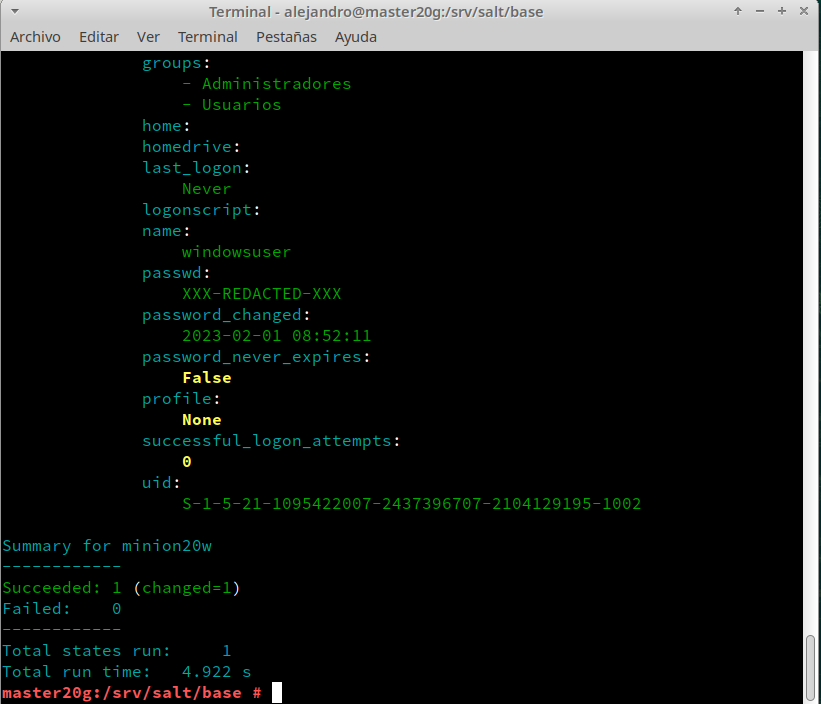 Terminal - alejandro@master20g:/srv/salt/base
Archivo Editar Ver Terminal Pestañas Ayuda
groups:
- Administradores
- Usuarios
home:
homedrive:
last_logon:
Never
logonscript:
name:
windowsuser
passwd:
XXX-REDACTED-XXX
password_changed:
2023-02-01 08:52:11
password_never_expires:
False
profile:
None
successful_logon_attempts:
0
uid:
S-1-5-21-1095422007-2437396707-2104129195-1002
Summary for minion20w
------------
Succeeded: 1 (changed=1)
Failed:    0
------------
Total states run:     1
Total run time:   4.922 s
master20g:/srv/salt/base #